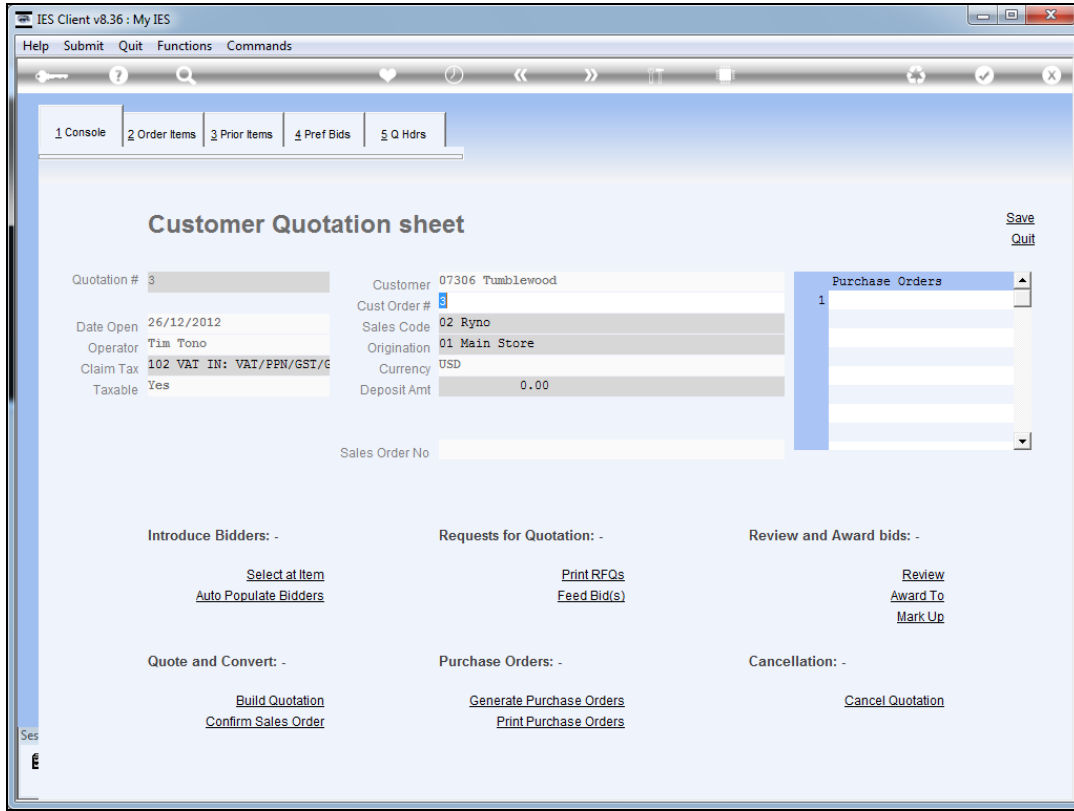 IES Client v8.36 : My IES
Help Submit Quit Functions Commands
1 Console 2 Order Items 3 Prior Items 4 Pref Bids 5 Q Hdrs
Customer Quotation sheet
Save
Quit
Quotation # 3
Customer 07306 Tumblewood
Cust Order # 3
Date Open 26/12/2012
Sales Code 02 Ryno
Operator Tim Tono
Origination 01 Main Store
Claim Tax 102 VAT IN: VAT/PPN/GST/G
Currency USD
Taxable Yes
Deposit Amt 0.00
Sales Order No
Purchase Orders
1
Introduce Bidders: - Requests for Quotation: - Review and Award bids: -
Select at Item Print RFQs Review
Auto Populate Bidders Feed Bid(s) Award To
Mark Up
Quote and Convert: - Purchase Orders: - Cancellation: -
Build Quotation Generate Purchase Orders Cancel Quotation
Confirm Sales Order Print Purchase Orders
Ses